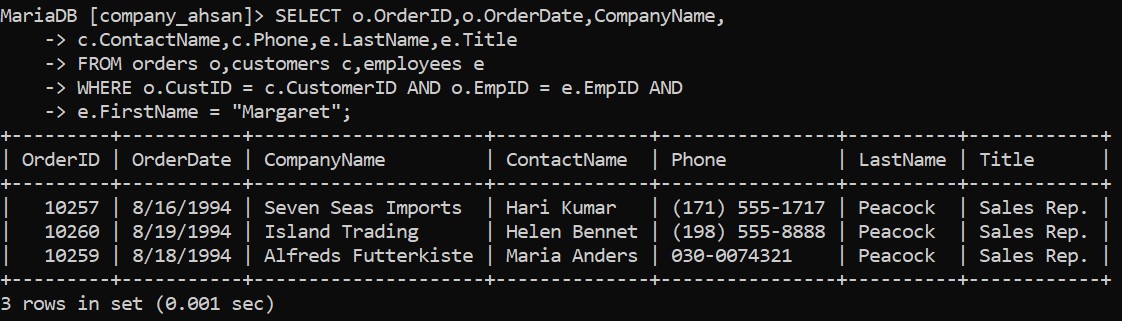 MariaDB [company_ahsan]> SELECT o.OrderID,o.OrderDate,CompanyName,
    -> c.ContactName,c.Phone,e.LastName,e.Title
    -> FROM orders o,customers c,employees e
    -> WHERE o.CustID = c.CustomerID AND o.EmpID = e.EmpID AND
    -> e.FirstName = "Margaret";
+---------+-----------+--------------------+-------------+----------------+----------+------------+
| OrderID | OrderDate | CompanyName        | ContactName  | Phone          | LastName | Title      |
+---------+-----------+--------------------+-------------+----------------+----------+------------+
|   10257 | 8/16/1994 | Seven Seas Imports  | Hari Kumar   | (171) 555-1717 | Peacock  | Sales Rep. |
|   10260 | 8/19/1994 | Island Trading      | Helen Bennet | (198) 555-8888 | Peacock  | Sales Rep. |
|   10259 | 8/18/1994 | Alfreds Futterkiste | Maria Anders | 030-0074321    | Peacock  | Sales Rep. |
+---------+-----------+--------------------+-------------+----------------+----------+------------+
3 rows in set (0.001 sec)